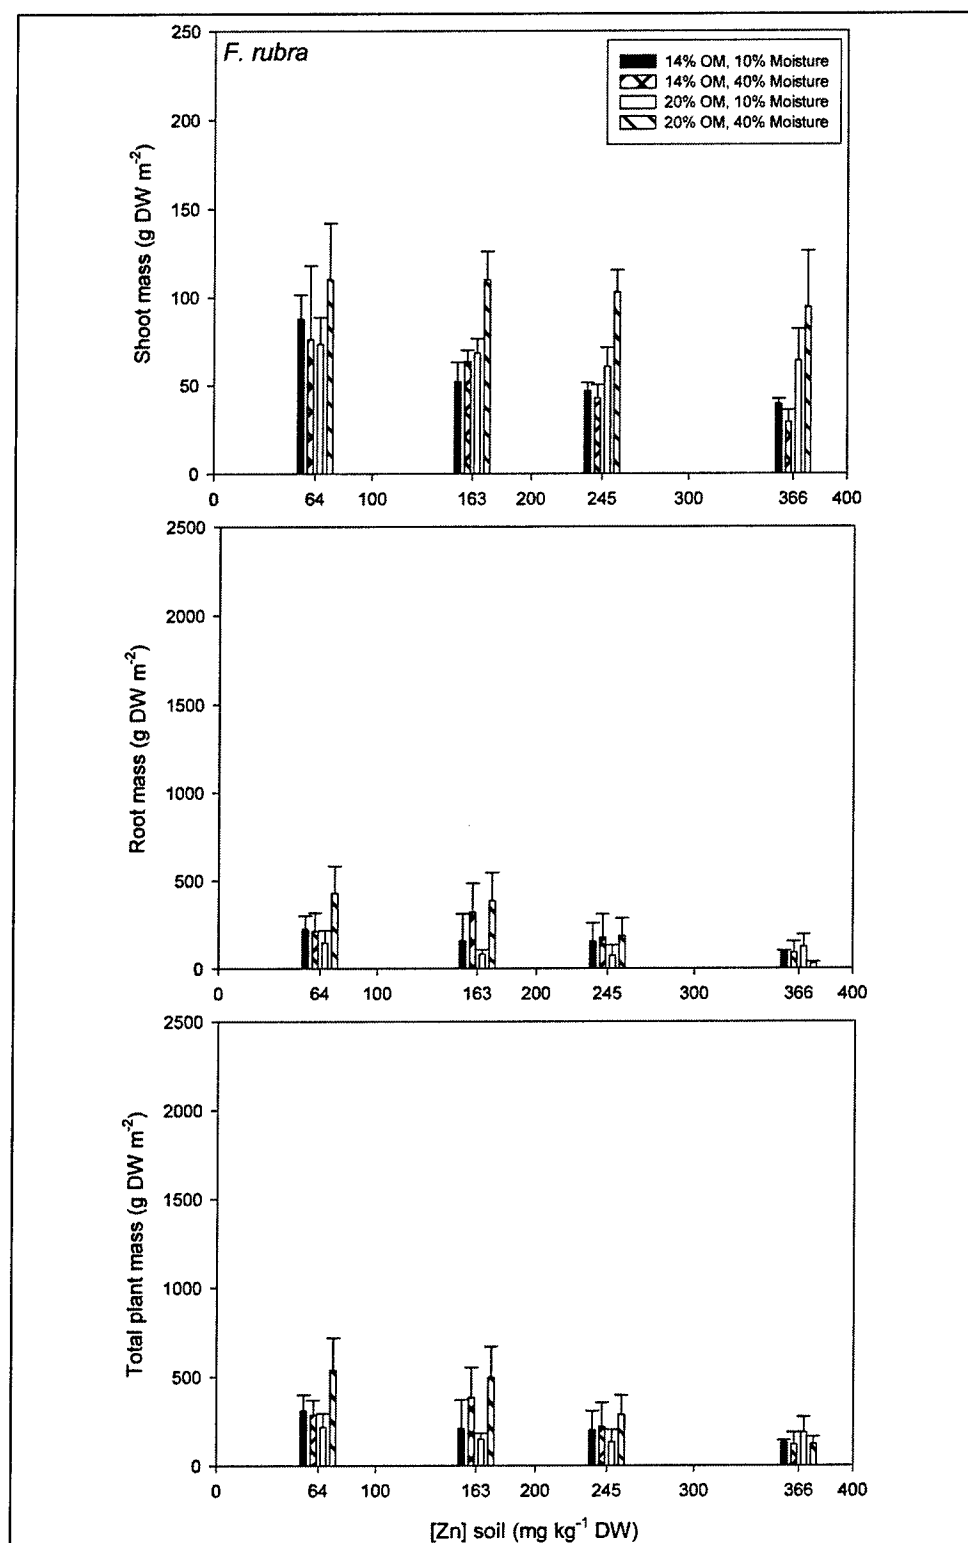 F. rubra
14% OM, 10% Moisture
14% OM, 40% Moisture
20% OM, 10% Moisture
20% OM, 40% Moisture
Shoot mass (g DW m-2)
250
200
150
100
50
0
0 64 100 163 200 245 300 366 400
Root mass (g DW m-2)
2500
2000
1500
1000
500
0
0 64 100 163 200 245 300 366 400
Total plant mass (g DW m-2)
2500
2000
1500
1000
500
0
0 64 100 163 200 245 300 366 400
[Zn] soil (mg kg-1 DW)